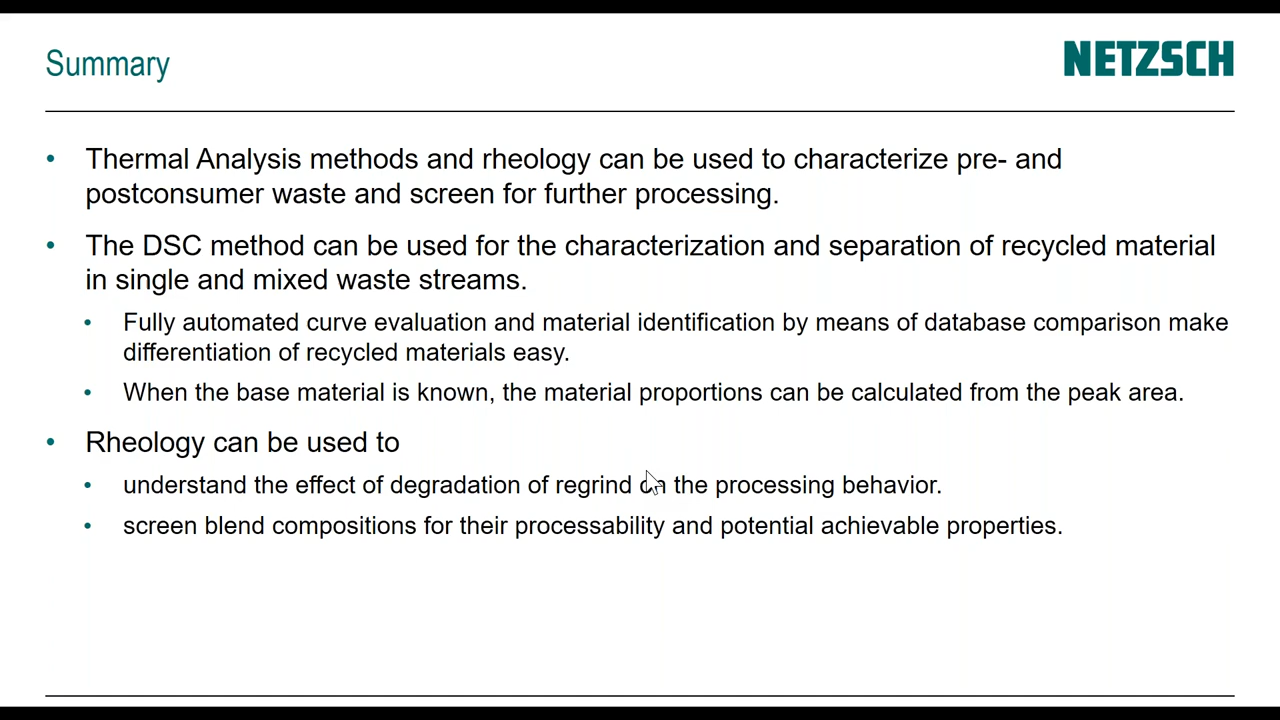 Summary
NETZSCH
• Thermal Analysis methods and rheology can be used to characterize pre- and
postconsumer waste and screen for further processing.
• The DSC method can be used for the characterization and separation of recycled material
in single and mixed waste streams.
• Fully automated curve evaluation and material identification by means of database comparison make
differentiation of recycled materials easy.
• When the base material is known, the material proportions can be calculated from the peak area.
• Rheology can be used to
• understand the effect of degradation of regrind on the processing behavior.
• screen blend compositions for their processability and potential achievable properties.